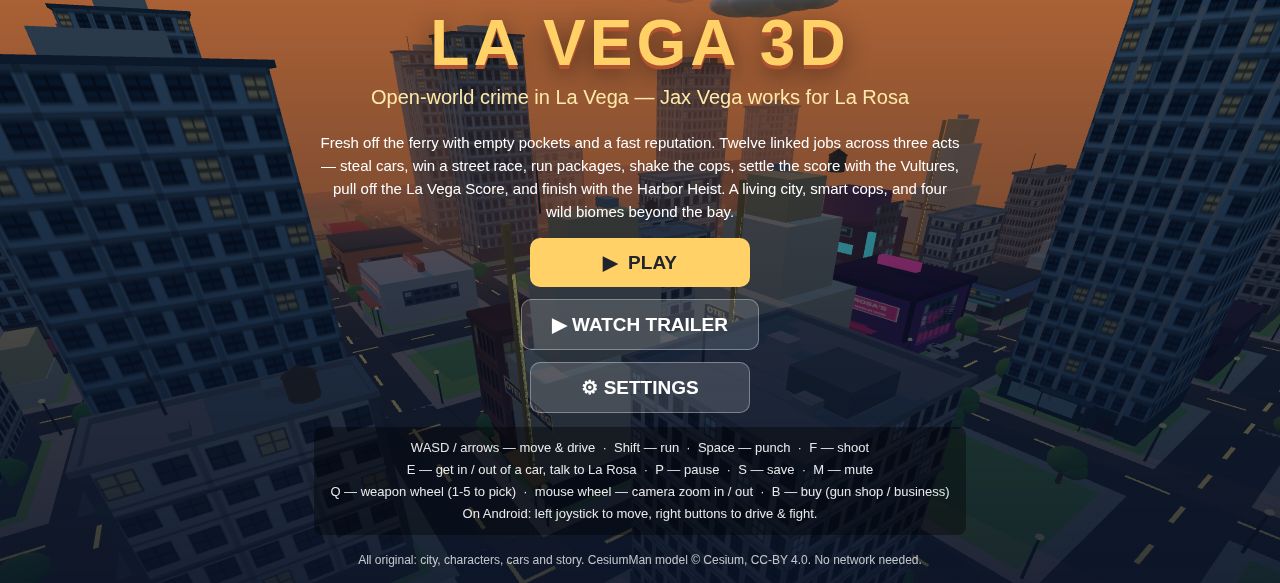 LA VEGA 3D
Open-world crime in La Vega — Jax Vega works for La Rosa
Fresh off the ferry with empty pockets and a fast reputation. Twelve linked jobs across three acts
— steal cars, win a street race, run packages, shake the cops, settle the score with the Vultures,
pull off the La Vega Score, and finish with the Harbor Heist. A living city, smart cops, and four
wild biomes beyond the bay.
▶ PLAY
▶ WATCH TRAILER
⚙ SETTINGS
WASD / arrows — move & drive · Shift — run · Space — punch · F — shoot
E — get in / out of a car, talk to La Rosa · P — pause · S — save · M — mute
Q — weapon wheel (1-5 to pick) · mouse wheel — camera zoom in / out · B — buy (gun shop / business)
On Android: left joystick to move, right buttons to drive & fight.
All original: city, characters, cars and story. CesiumMan model © Cesium, CC-BY 4.0. No network needed.